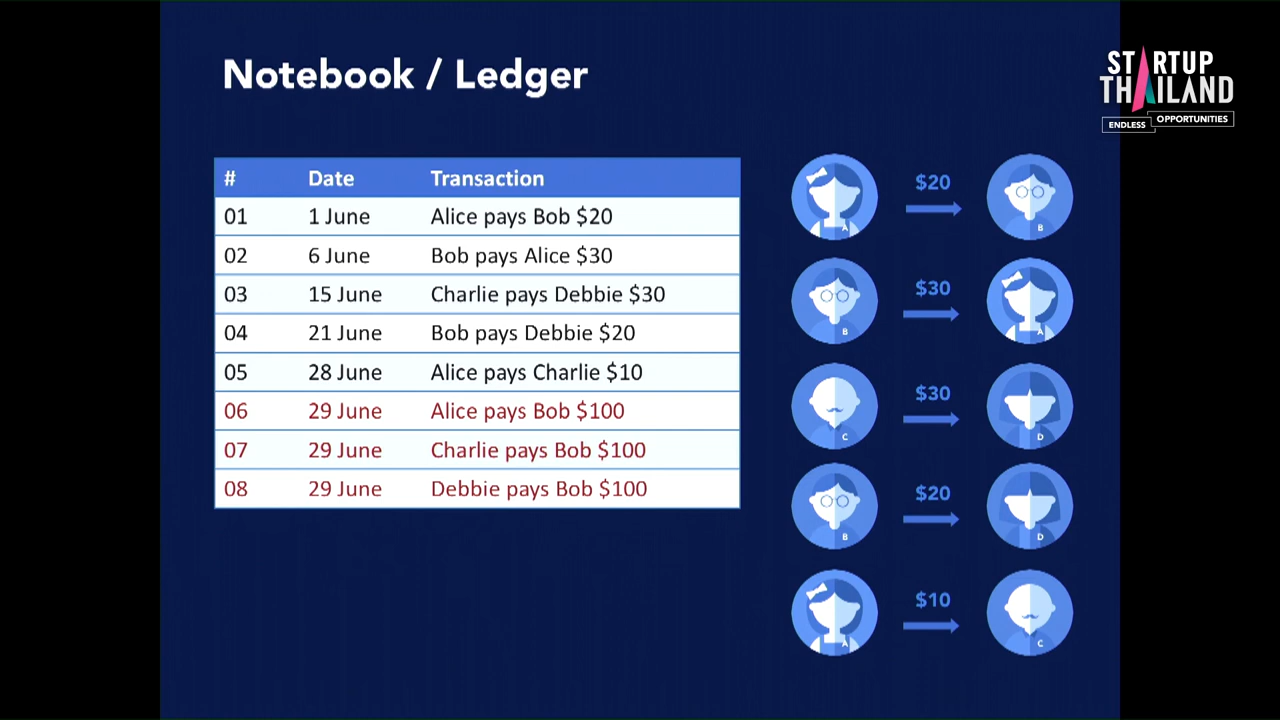 Notebook / Ledger
STARTUP
THAILAND
ENDLESS OPPORTUNITIES
# Date Transaction
01 1 June Alice pays Bob $20
02 6 June Bob pays Alice $30
03 15 June Charlie pays Debbie $30
04 21 June Bob pays Debbie $20
05 28 June Alice pays Charlie $10
06 29 June Alice pays Bob $100
07 29 June Charlie pays Bob $100
08 29 June Debbie pays Bob $100
$20
A B
$30
B A
$30
C D
$20
B D
$10
A C